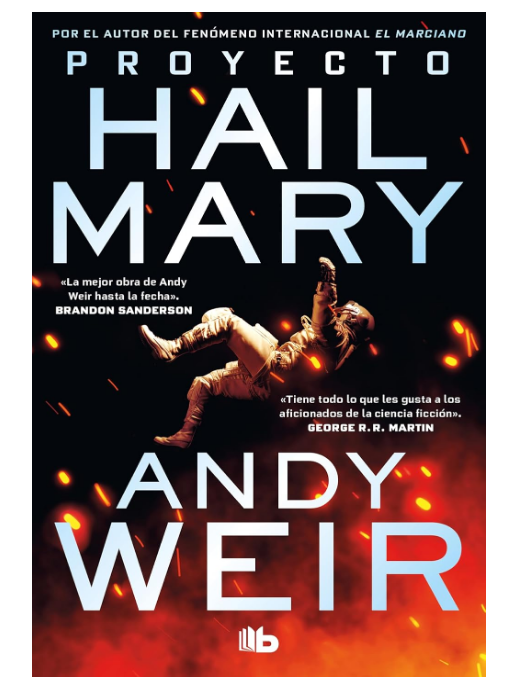 POR EL AUTOR DEL FENÓMENO INTERNACIONAL EL MARCIANO
PROYECTO
HAIL
MARY
«La mejor obra de Andy
Weir hasta la fecha».
BRANDON SANDERSON
«Tiene todo lo que les gusta a los
aficionados de la ciencia ficción».
GEORGE R. R. MARTIN
ANDY
WEIR
b